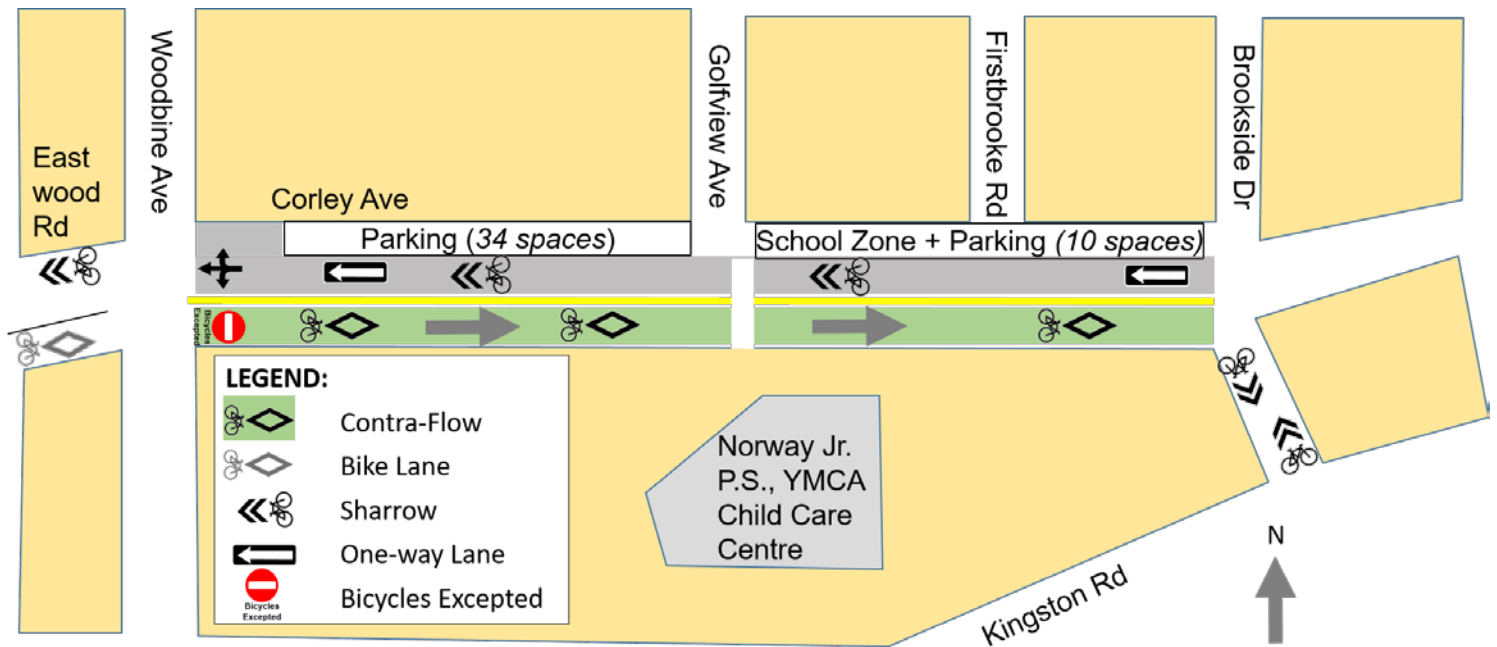 Woodbine Ave
Golfview Ave
Firstbrooke Rd
Brookside Dr
East
wood
Rd
Corley Ave
Parking (34 spaces)
School Zone + Parking (10 spaces)
Bicycles
Excepted
LEGEND:
Contra-Flow
Bike Lane
Sharrow
One-way Lane
Bicycles
Excepted
Bicycles Excepted
Norway Jr.
P.S., YMCA
Child Care
Centre
Kingston Rd
N